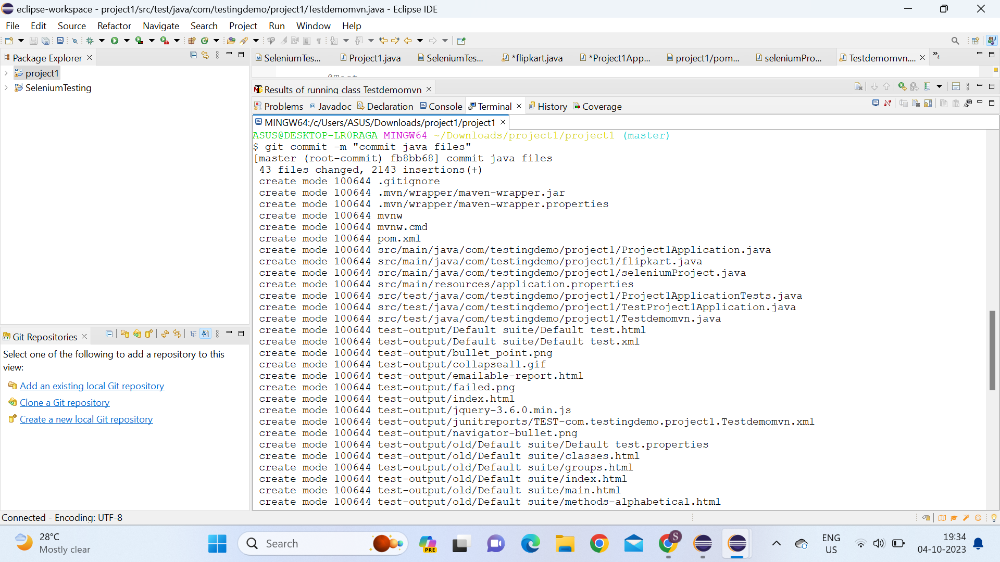 eclipse-workspace - project1/src/test/java/com/testingdemo/project1/Testdemomvn.java - Eclipse IDE
File Edit Source Refactor Navigate Search Project Run Window Help
Package Explorer
project1
SeleniumTesting
SeleniumTes... Project1.java SeleniumTes... *flipkart.java *Project1App... project1/pom... seleniumPro... Testdemomvn.... »4
Results of running class Testdemomvn
Problems Javadoc Declaration Console Terminal History Coverage
MINGW64:/c/Users/ASUS/Downloads/project1/project1
ASUS@DESKTOP-LR0RAGA MINGW64 ~/Downloads/project1/project1 (master)
$ git commit -m "commit java files"
[master (root-commit) fb8bb68] commit java files
43 files changed, 2143 insertions(+)
create mode 100644 .gitignore
create mode 100644 .mvn/wrapper/maven-wrapper.jar
create mode 100644 .mvn/wrapper/maven-wrapper.properties
create mode 100644 mvnw
create mode 100644 mvnw.cmd
create mode 100644 pom.xml
create mode 100644 src/main/java/com/testingdemo/project1/Project1Application.java
create mode 100644 src/main/java/com/testingdemo/project1/flipkart.java
create mode 100644 src/main/java/com/testingdemo/project1/seleniumProject.java
create mode 100644 src/main/resources/application.properties
create mode 100644 src/test/java/com/testingdemo/project1/Project1ApplicationTests.java
create mode 100644 src/test/java/com/testingdemo/project1/TestProject1Application.java
create mode 100644 src/test/java/com/testingdemo/project1/Testdemomvn.java
create mode 100644 test-output/Default suite/Default test.html
create mode 100644 test-output/Default suite/Default test.xml
create mode 100644 test-output/bullet_point.png
create mode 100644 test-output/collapseall.gif
create mode 100644 test-output/emailable-report.html
create mode 100644 test-output/failed.png
create mode 100644 test-output/index.html
create mode 100644 test-output/jquery-3.6.0.min.js
create mode 100644 test-output/junitreports/TEST-com.testingdemo.project1.Testdemomvn.xml
create mode 100644 test-output/navigator-bullet.png
create mode 100644 test-output/old/Default suite/Default test.properties
create mode 100644 test-output/old/Default suite/classes.html
create mode 100644 test-output/old/Default suite/groups.html
create mode 100644 test-output/old/Default suite/index.html
create mode 100644 test-output/old/Default suite/main.html
create mode 100644 test-output/old/Default suite/methods-alphabetical.html
Git Repositories
Select one of the following to add a repository to this
view:
Add an existing local Git repository
Clone a Git repository
Create a new local Git repository
Connected - Encoding: UTF-8
28°C
Mostly clear
Search
PRE
S
ENG
US
19:34
04-10-2023